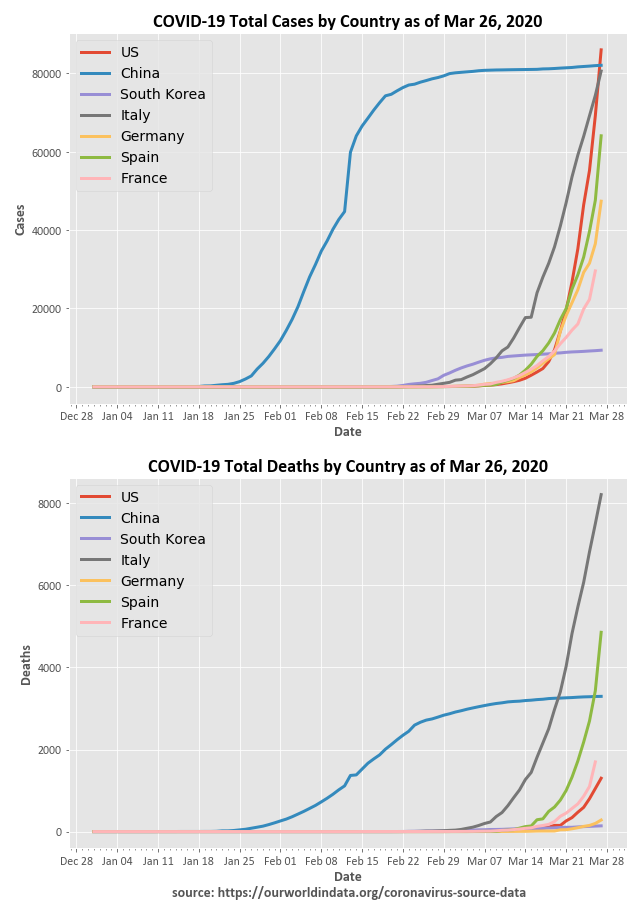 COVID-19 Total Cases by Country as of Mar 26, 2020
US
China
South Korea
Italy
Germany
Spain
France
80000
60000
40000
20000
0
Cases
Dec 28 Jan 04 Jan 11 Jan 18 Jan 25 Feb 01 Feb 08 Feb 15 Feb 22 Feb 29 Mar 07 Mar 14 Mar 21 Mar 28
Date
COVID-19 Total Deaths by Country as of Mar 26, 2020
US
China
South Korea
Italy
Germany
Spain
France
8000
6000
4000
2000
0
Deaths
Dec 28 Jan 04 Jan 11 Jan 18 Jan 25 Feb 01 Feb 08 Feb 15 Feb 22 Feb 29 Mar 07 Mar 14 Mar 21 Mar 28
Date
source: https://ourworldindata.org/coronavirus-source-data